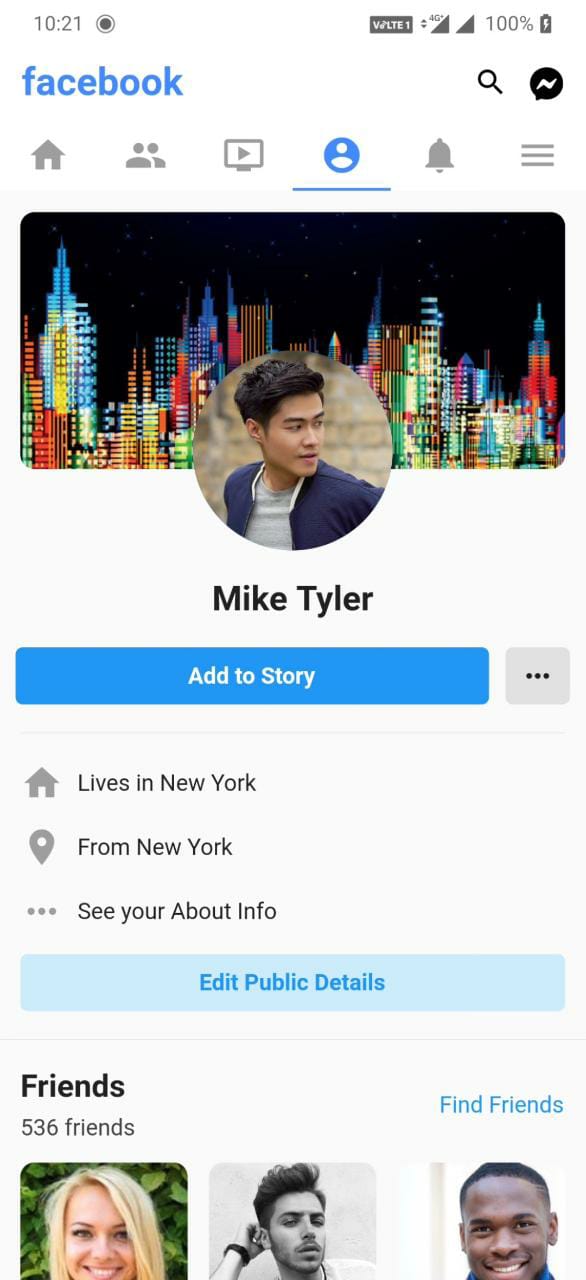 10:21 VoLTE 1 4G+ 100%
facebook
Mike Tyler
Add to Story
Lives in New York
From New York
See your About Info
Edit Public Details
Friends
Find Friends
536 friends